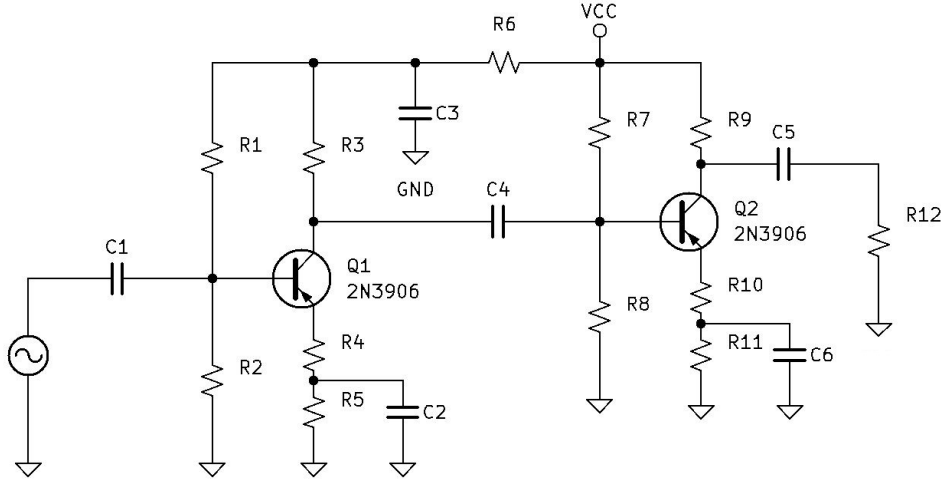 VCC
R6
C3
R1
R3
R7
R9
C5
GND
C4
Q2
2N3906
R12
C1
Q1
2N3906
R10
R8
R4
R11
C6
R2
R5
C2